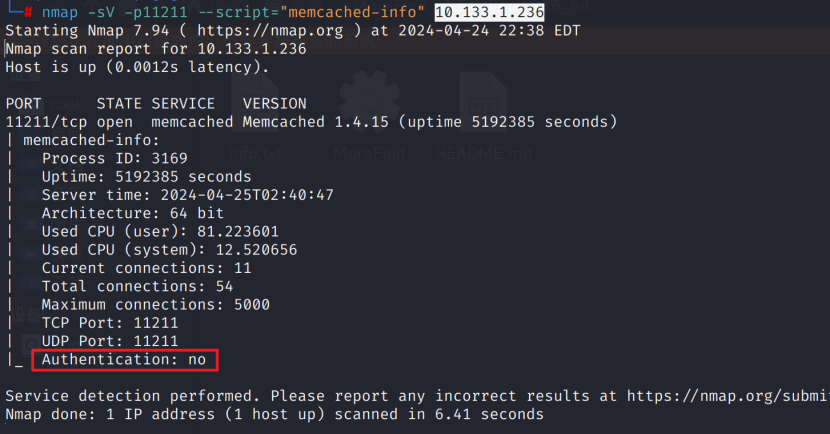 └─# nmap -sV -p11211 --script="memcached-info" 10.133.1.236
Starting Nmap 7.94 ( https://nmap.org ) at 2024-04-24 22:38 EDT
Nmap scan report for 10.133.1.236
Host is up (0.0012s latency).
PORT      STATE SERVICE   VERSION
11211/tcp open  memcached Memcached 1.4.15 (uptime 5192385 seconds)
| memcached-info:
|   Process ID: 3169
|   Uptime: 5192385 seconds
|   Server time: 2024-04-25T02:40:47
|   Architecture: 64 bit
|   Used CPU (user): 81.223601
|   Used CPU (system): 12.520656
|   Current connections: 11
|   Total connections: 54
|   Maximum connections: 5000
|   TCP Port: 11211
|   UDP Port: 11211
|_  Authentication: no
Service detection performed. Please report any incorrect results at https://nmap.org/submi
Nmap done: 1 IP address (1 host up) scanned in 6.41 seconds
info.txt
MoreFind
README.md